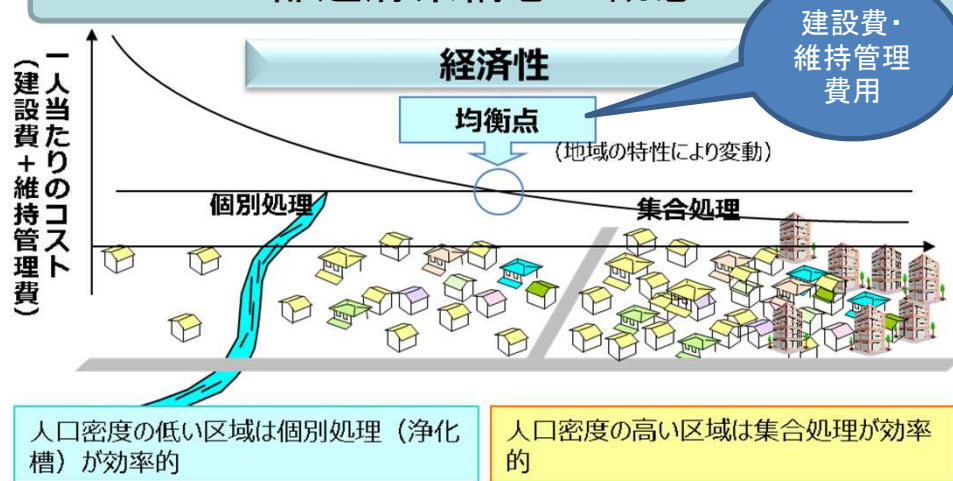 建設費・
維持管理
費用
経済性
均衡点
(地域の特性により変動)
一人当たりのコスト
(建設費+維持管理費)
個別処理
集合処理
人口密度の低い区域は個別処理（浄化
槽）が効率的
人口密度の高い区域は集合処理が効率
的